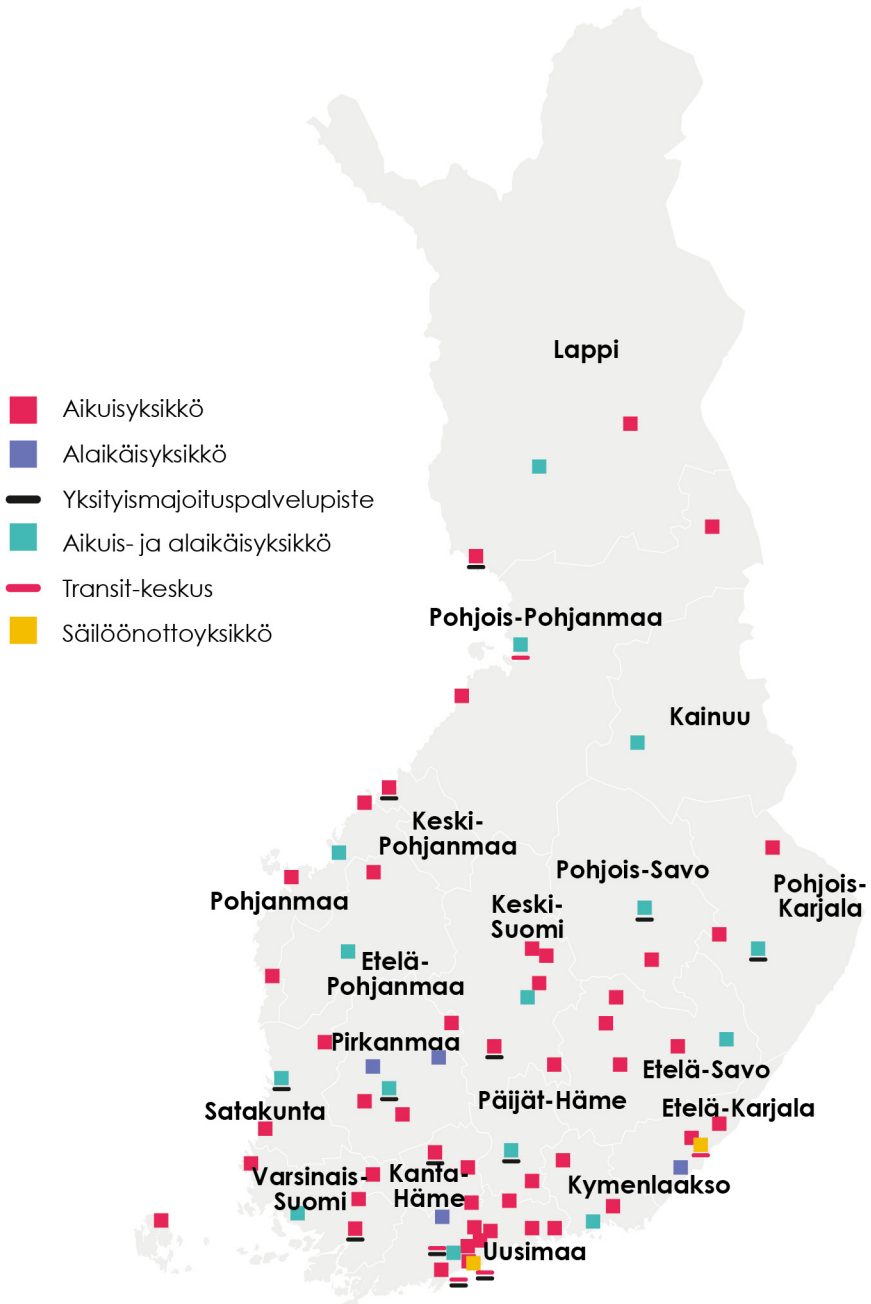 Lappi
Aikuisyksikkö
Alaikäisyksikkö
Yksityismajoituspalvelupiste
Aikuis- ja alaikäisyksikkö
Transit-keskus
Säilöönottoyksikkö
Pohjois-Pohjanmaa
Kainuu
Keski-
Pohjanmaa
Pohjois-Savo
Pohjois-
Karjala
Pohjanmaa
Keski-
Suomi
Etelä-
Pohjanmaa
Pirkanmaa
Etelä-Savo
Satakunta
Päijät-Häme
Etelä-Karjala
Varsinais-
Suomi
Kanta-
Häme
Kymenlaakso
Uusimaa